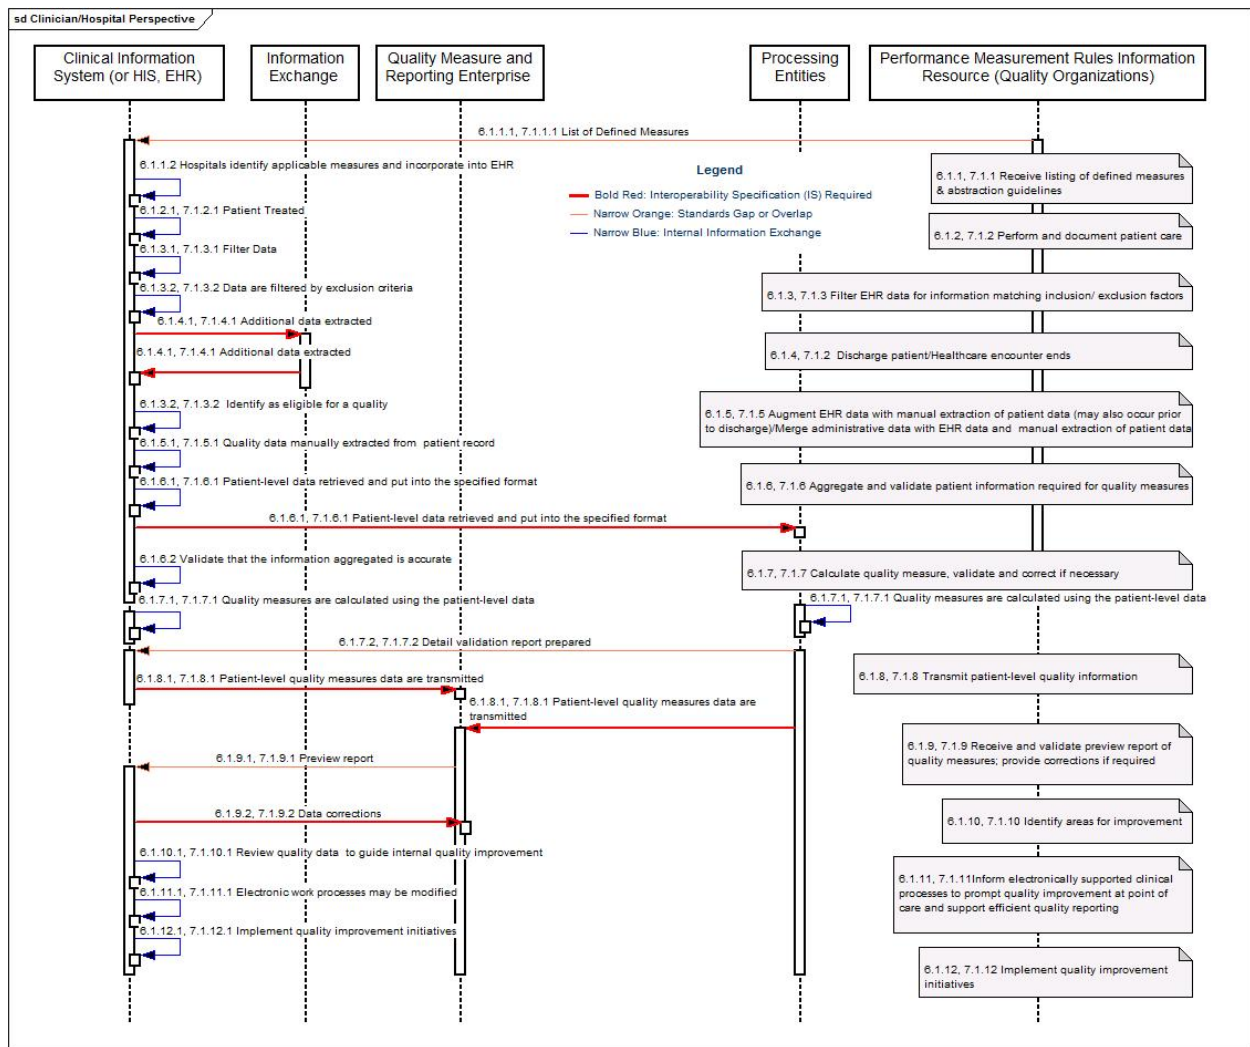 sd Clinician/Hospital Perspective
Clinical Information
System (or HIS, EHR)
Information
Exchange
Quality Measure and
Reporting Enterprise
Processing
Entities
Performance Measurement Rules Information
Resource (Quality Organizations)
6.1.1.1, 7.1.1.1 List of Defined Measures
6.1.1.2 Hospitals identify applicable measures and incorporate into EHR
Legend
Bold Red: Interoperability Specification (IS) Required
Narrow Orange: Standards Gap or Overlap
Narrow Blue: Internal Information Exchange
6.1.1, 7.1.1 Receive listing of defined measures
& abstraction guidelines
6.1.2.1, 7.1.2.1 Patient Treated
6.1.2, 7.1.2 Perform and document patient care
6.1.3.1, 7.1.3.1 Filter Data
6.1.3.2, 7.1.3.2 Data are filtered by exclusion criteria
6.1.3, 7.1.3 Filter EHR data for information matching inclusion/ exclusion factors
6.1.4.1, 7.1.4.1 Additional data extracted
6.1.4.1, 7.1.4.1 Additional data extracted
6.1.4, 7.1.2 Discharge patient/Healthcare encounter ends
6.1.3.2, 7.1.3.2 Identify as eligible for a quality
6.1.5, 7.1.5 Augment EHR data with manual extraction of patient data (may also occur prior
to discharge)/Merge administrative data with EHR data and manual extraction of patient data
6.1.5.1, 7.1.5.1 Quality data manually extracted from patient record
6.1.6.1, 7.1.6.1 Patient-level data retrieved and put into the specified format
6.1.6, 7.1.6 Aggregate and validate patient information required for quality measures
6.1.6.1, 7.1.6.1 Patient-level data retrieved and put into the specified format
6.1.6.2 Validate that the information aggregated is accurate
6.1.7, 7.1.7 Calculate quality measure, validate and correct if necessary
6.1.7.1, 7.1.7.1 Quality measures are calculated using the patient-level data
6.1.7.1, 7.1.7.1 Quality measures are calculated using the patient-level data
6.1.7.2, 7.1.7.2 Detail validation report prepared
6.1.8.1, 7.1.8.1 Patient-level quality measures data are transmitted
6.1.8, 7.1.8 Transmit patient-level quality information
6.1.8.1, 7.1.8.1 Patient-level quality measures data are
transmitted
6.1.9.1, 7.1.9.1 Preview report
6.1.9, 7.1.9 Receive and validate preview report of
quality measures; provide corrections if required
6.1.9.2, 7.1.9.2 Data corrections
6.1.10, 7.1.10 Identify areas for improvement
6.1.10.1, 7.1.10.1 Review quality data to guide internal quality improvement
6.1.11.1, 7.1.11.1 Electronic work processes may be modified
6.1.11, 7.1.11Inform electronically supported clinical
processes to prompt quality improvement at point of
care and support efficient quality reporting
6.1.12.1, 7.1.12.1 Implement quality improvement initiatives
6.1.12, 7.1.12 Implement quality improvement
initiatives